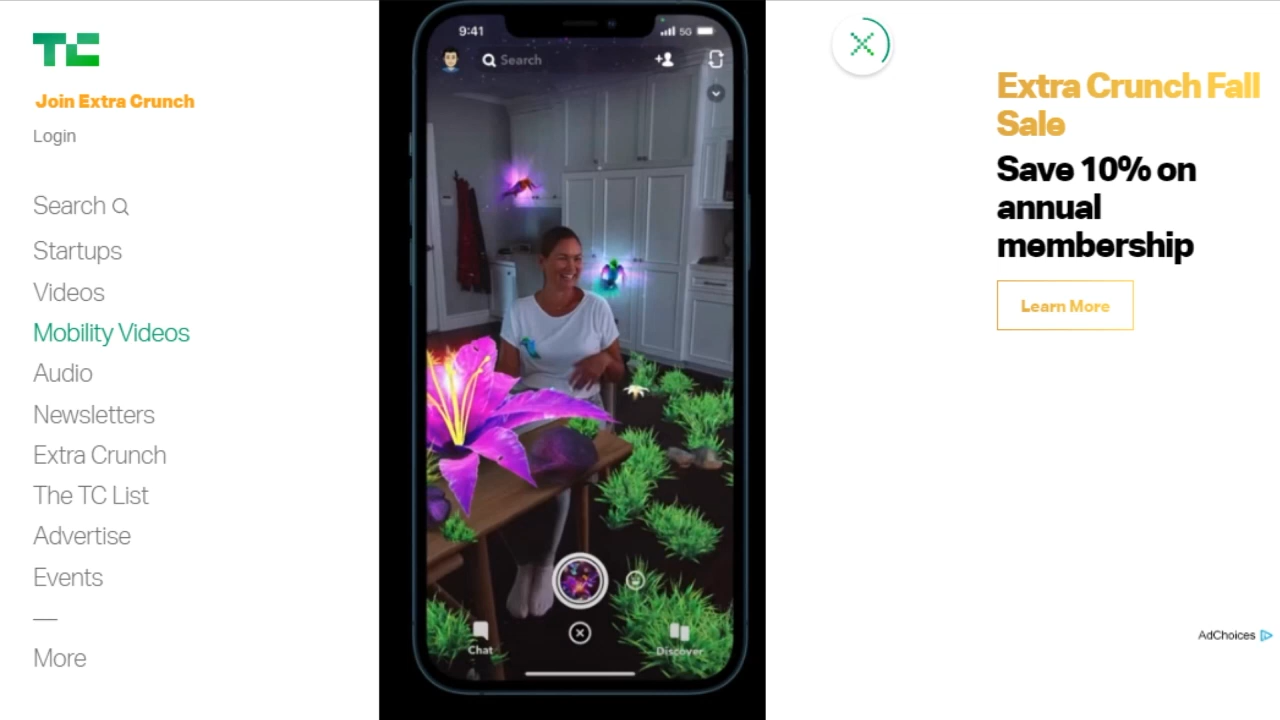 TC
Join Extra Crunch
Login
Search
Startups
Videos
Mobility Videos
Audio
Newsletters
Extra Crunch
The TC List
Advertise
Events
—
More
9:41
5G
Search
Chat
Discover
Extra Crunch Fall
Sale
Save 10% on
annual
membership
Learn More
AdChoices